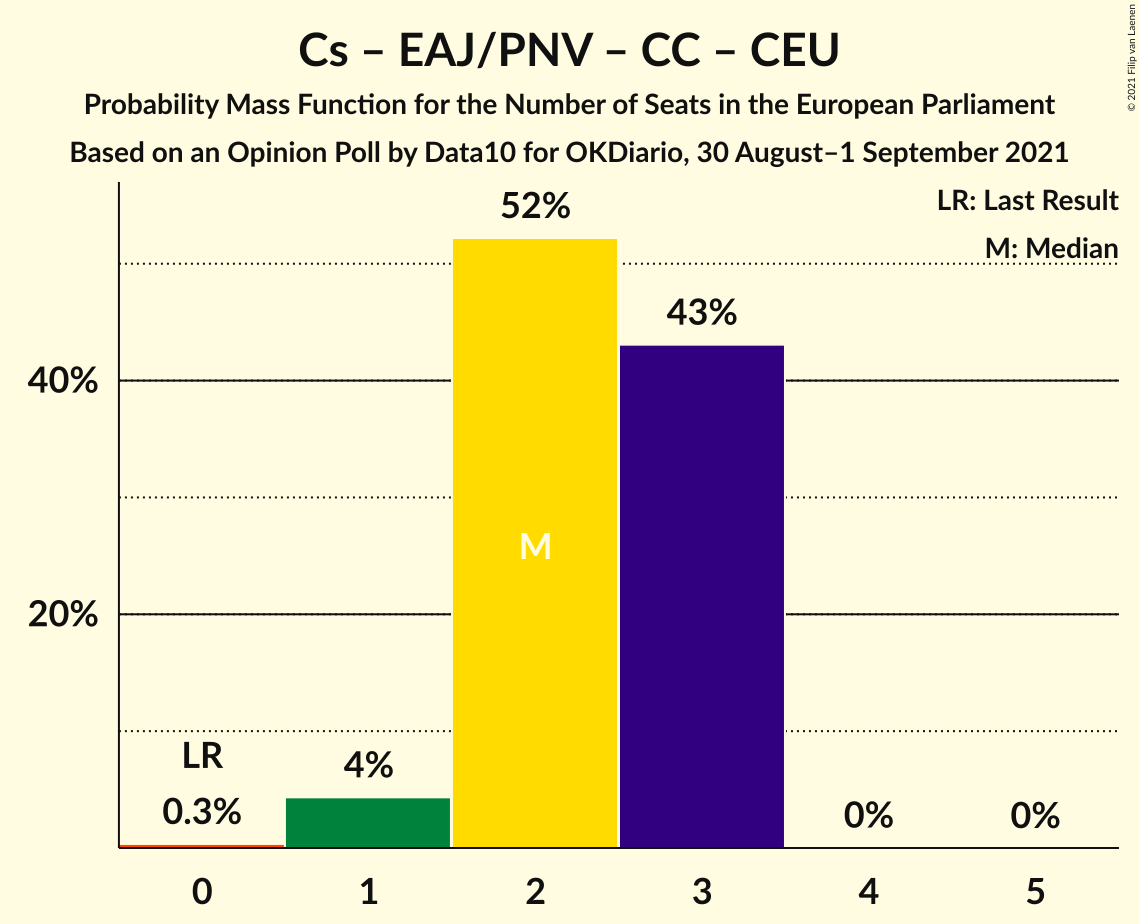 Cs – EAJ/PNV – CC – CEU
Probability Mass Function for the Number of Seats in the European Parliament
Based on an Opinion Poll by Data10 for OKDiario, 30 August–1 September 2021
© 2021 Filip van Laenen
LR: Last Result
M: Median
52%
43%
40%
M
20%
LR
4%
0.3%
0%
0%
0
1
2
3
4
5